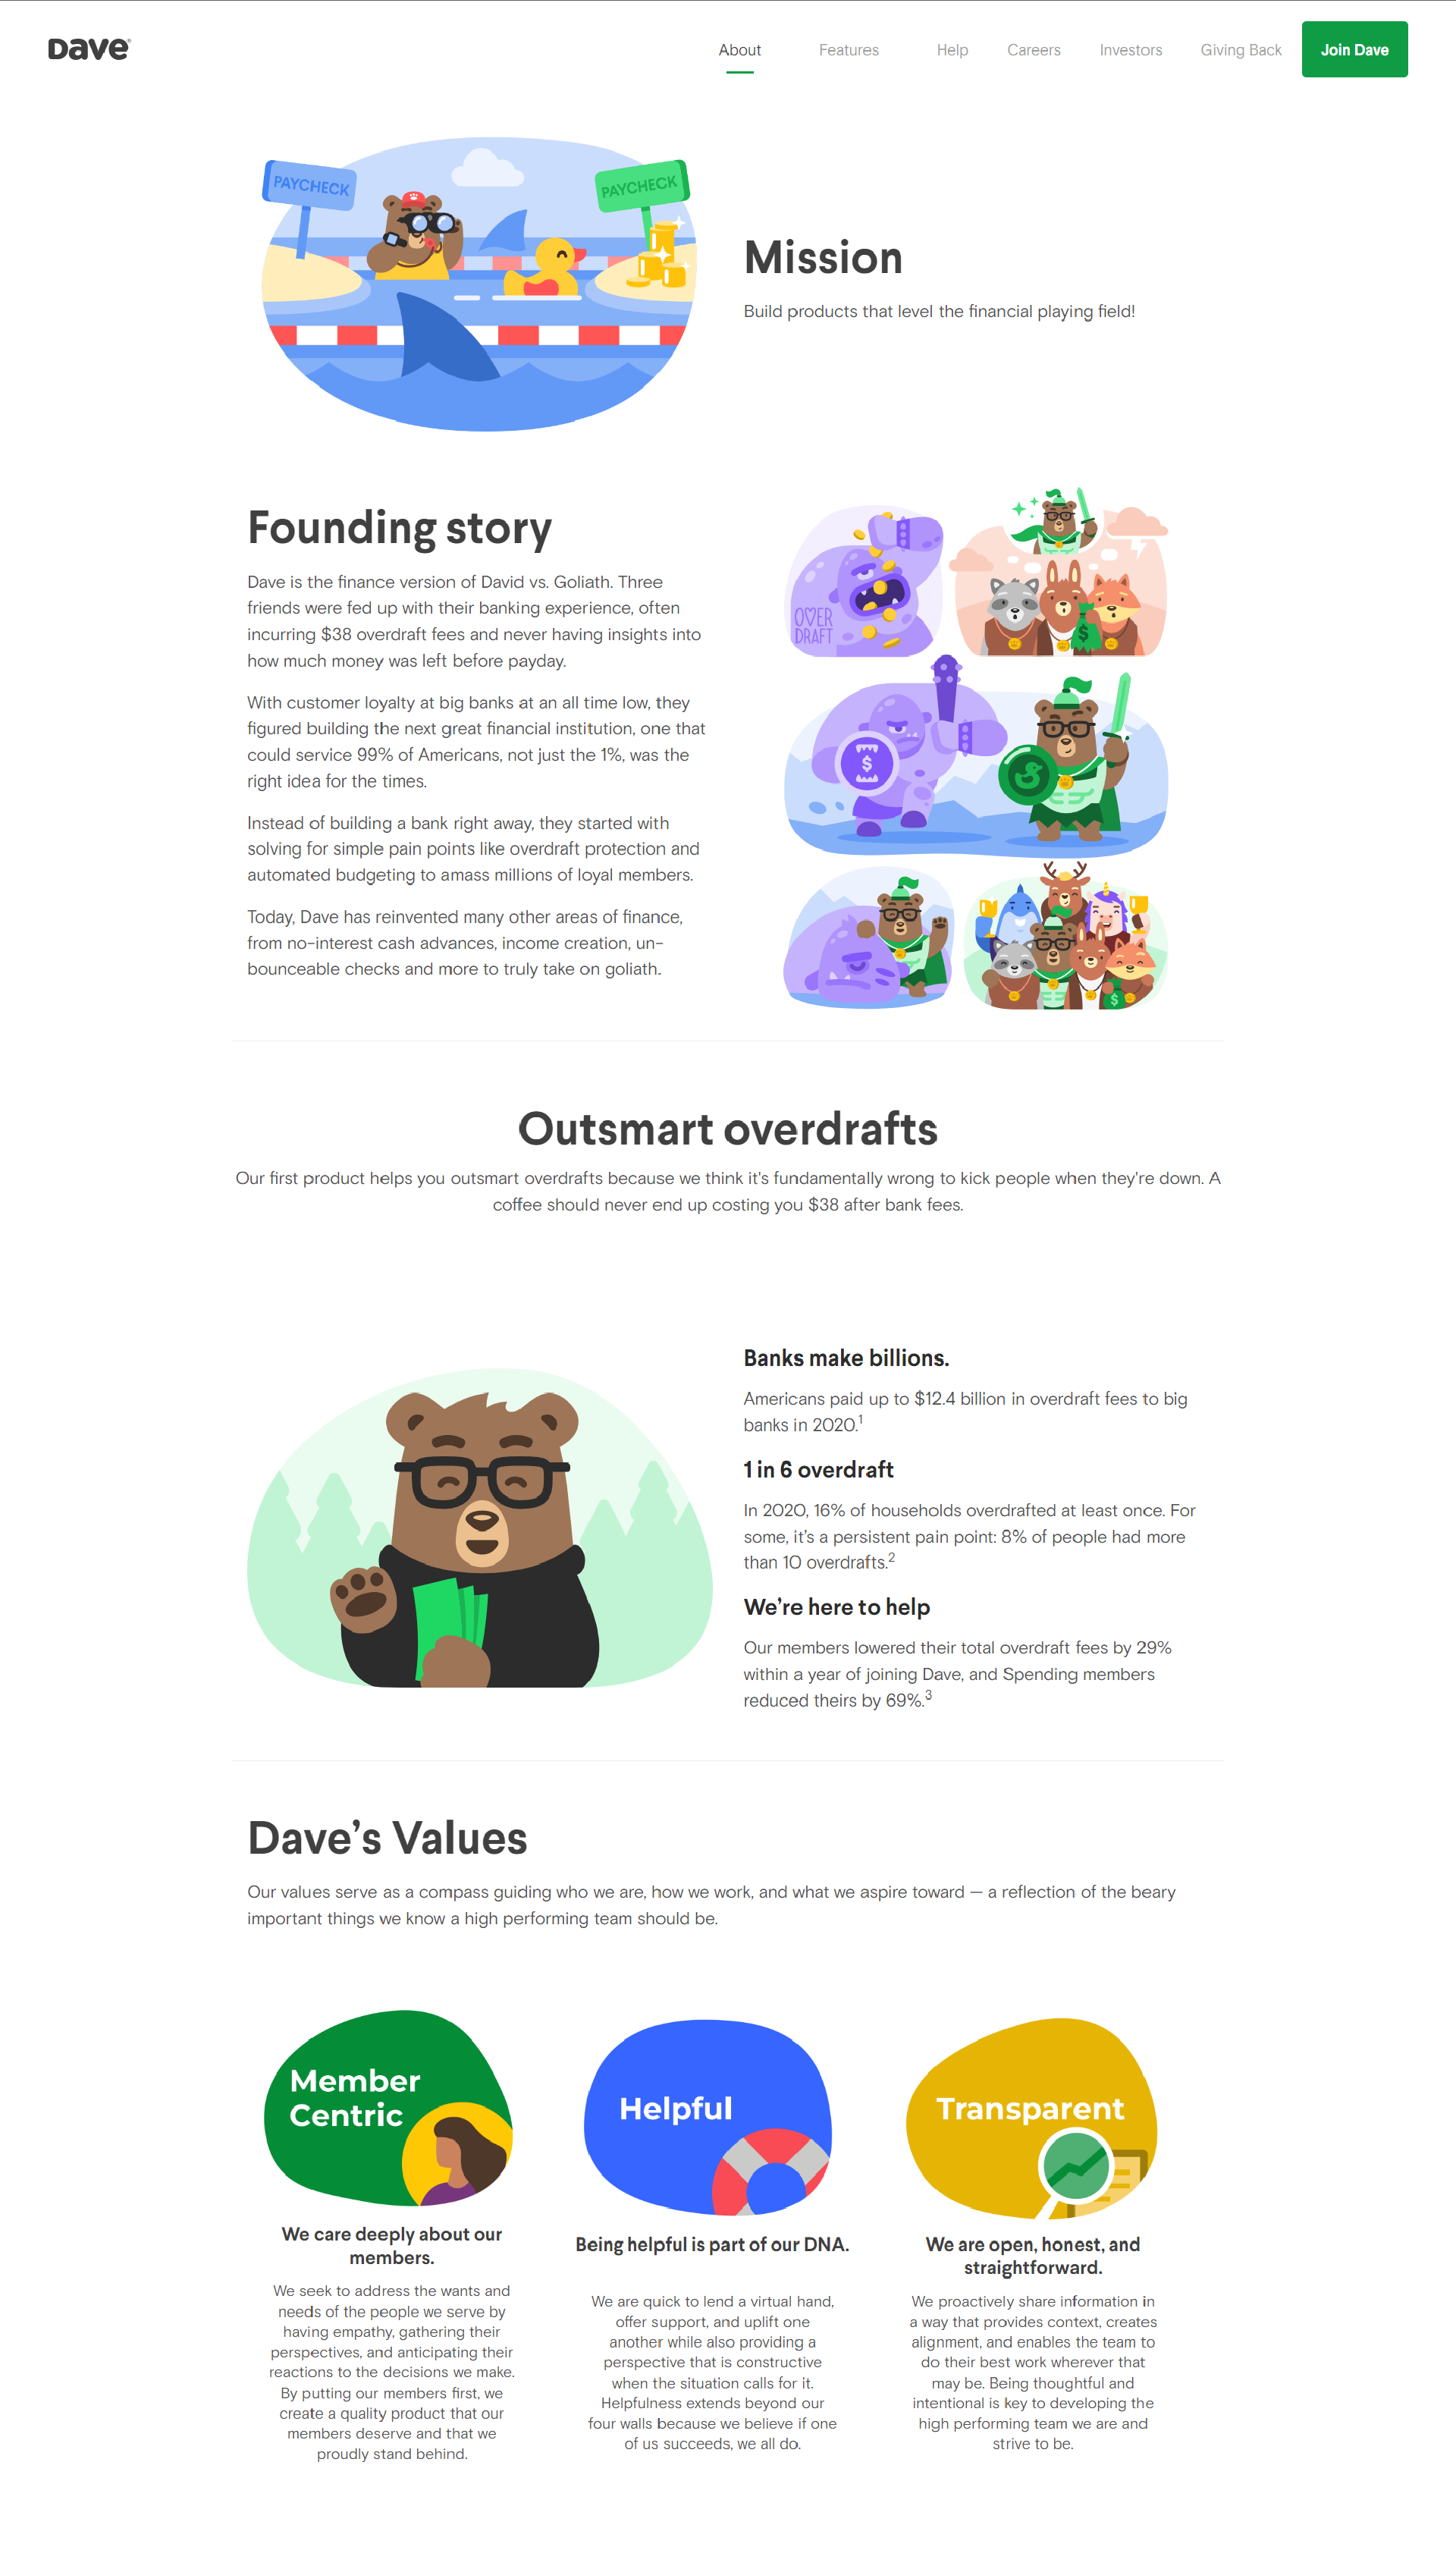 Dave®
About
Features
Help
Careers
Investors
Giving Back
Join Dave
PAYCHECK
PAYCHECK
Mission
Build products that level the financial playing field!
Founding story
Dave is the finance version of David vs. Goliath. Three
friends were fed up with their banking experience, often
incurring $38 overdraft fees and never having insights into
how much money was left before payday.
With customer loyalty at big banks at an all time low, they
figured building the next great financial institution, one that
could service 99% of Americans, not just the 1%, was the
right idea for the times.
Instead of building a bank right away, they started with
solving for simple pain points like overdraft protection and
automated budgeting to amass millions of loyal members.
Today, Dave has reinvented many other areas of finance,
from no-interest cash advances, income creation, un-
bounceable checks and more to truly take on goliath.
OVER
DRAFT
$
$
$
Outsmart overdrafts
Our first product helps you outsmart overdrafts because we think it's fundamentally wrong to kick people when they're down. A
coffee should never end up costing you $38 after bank fees.
Banks make billions.
Americans paid up to $12.4 billion in overdraft fees to big
banks in 2020.¹
1 in 6 overdraft
In 2020, 16% of households overdrafted at least once. For
some, it’s a persistent pain point: 8% of people had more
than 10 overdrafts.²
We’re here to help
Our members lowered their total overdraft fees by 29%
within a year of joining Dave, and Spending members
reduced theirs by 69%.³
Dave’s Values
Our values serve as a compass guiding who we are, how we work, and what we aspire toward — a reflection of the beary
important things we know a high performing team should be.
Member
Centric
We care deeply about our
members.
We seek to address the wants and
needs of the people we serve by
having empathy, gathering their
perspectives, and anticipating their
reactions to the decisions we make.
By putting our members first, we
create a quality product that our
members deserve and that we
proudly stand behind.
Helpful
Being helpful is part of our DNA.
We are quick to lend a virtual hand,
offer support, and uplift one
another while also providing a
perspective that is constructive
when the situation calls for it.
Helpfulness extends beyond our
four walls because we believe if one
of us succeeds, we all do.
Transparent
We are open, honest, and
straightforward.
We proactively share information in
a way that provides context, creates
alignment, and enables the team to
do their best work wherever that
may be. Being thoughtful and
intentional is key to developing the
high performing team we are and
strive to be.